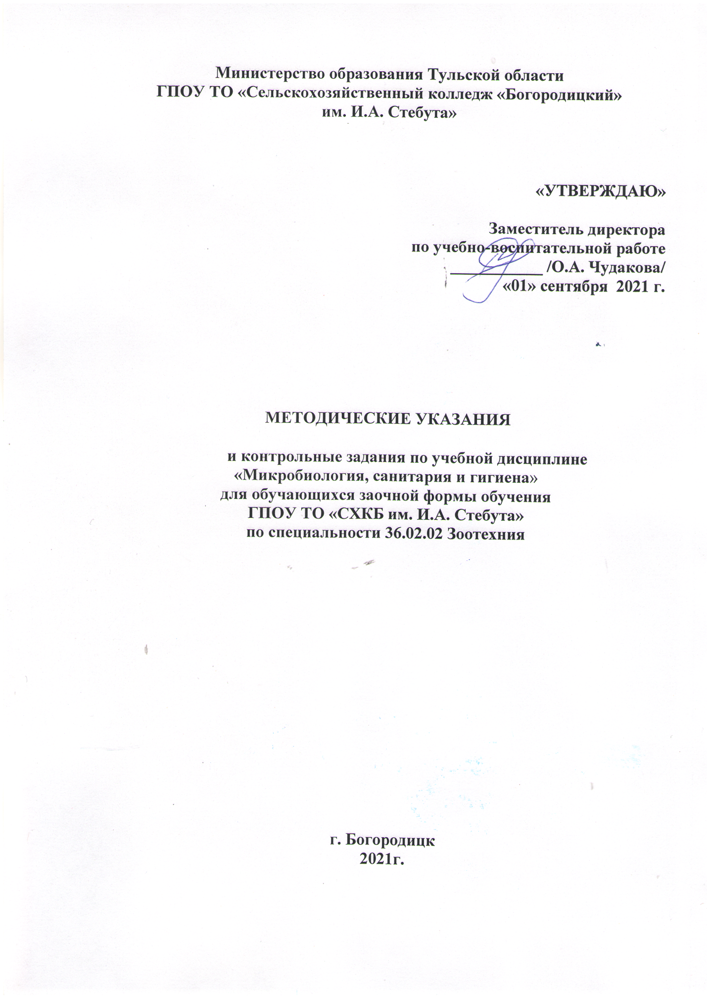 Министерство образования Тульской области
ГПОУ ТО «Сельскохозяйственный колледж «Богородицкий»
им. И.А. Стебута»
«УТВЕРЖДАЮ»
Заместитель директора
по учебно-воспитательной работе
___________ /О.А. Чудакова/
«01» сентября 2021 г.
МЕТОДИЧЕСКИЕ УКАЗАНИЯ
и контрольные задания по учебной дисциплине
«Микробиология, санитария и гигиена»
для обучающихся заочной формы обучения
ГПОУ ТО «СХКБ им. И.А. Стебута»
по специальности 36.02.02 Зоотехния
г. Богородицк
2021г.